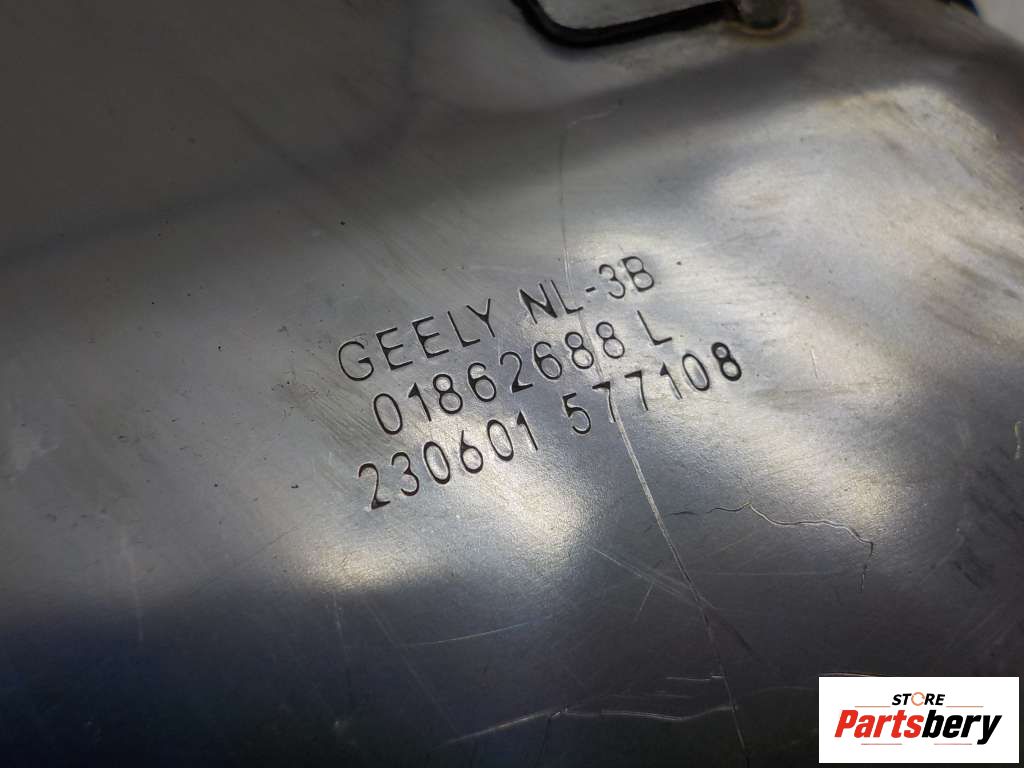 GEELY NL-3B
01862688 L
230601 577108
STORE
Partsbery